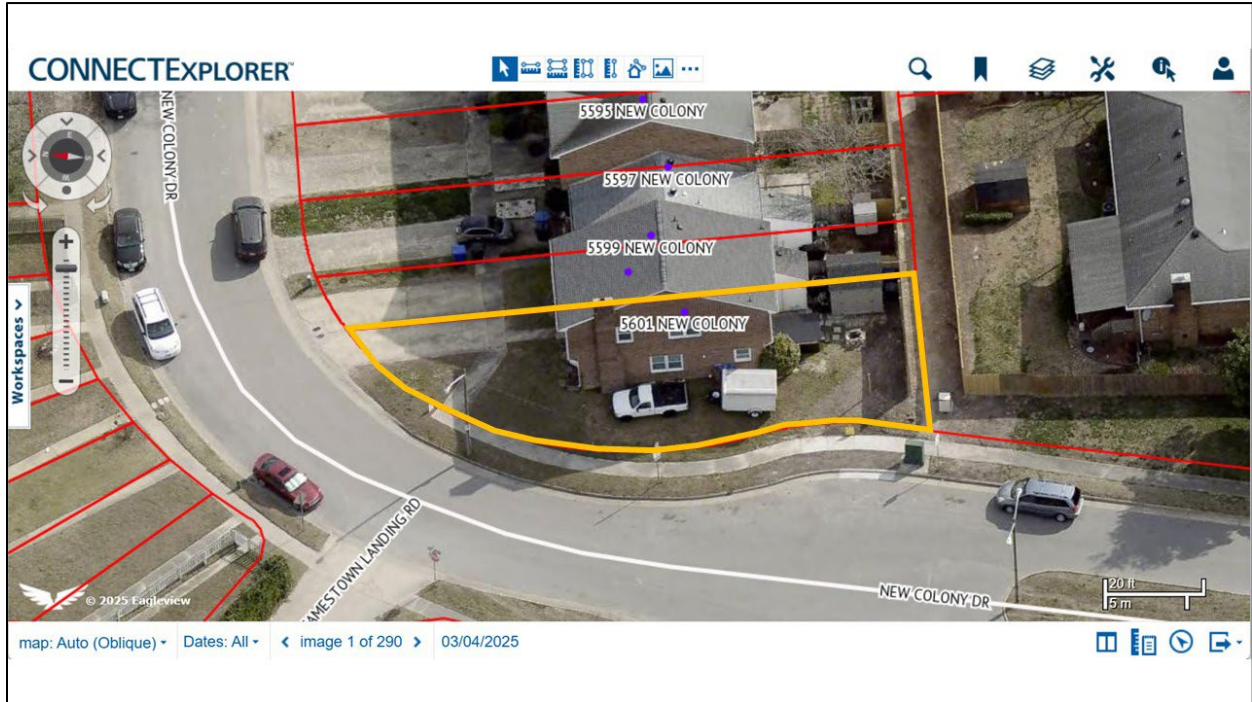 CONNECTEXPLORER™
NEW COLONY DR
5595 NEW COLONY
5597 NEW COLONY
5599 NEW COLONY
5601 NEW COLONY
Workspaces
JAMESTOWN LANDING RD
NEW COLONY DR
20 ft
5 m
© 2025 Eagleview
map: Auto (Oblique)
Dates: All
image 1 of 290
03/04/2025